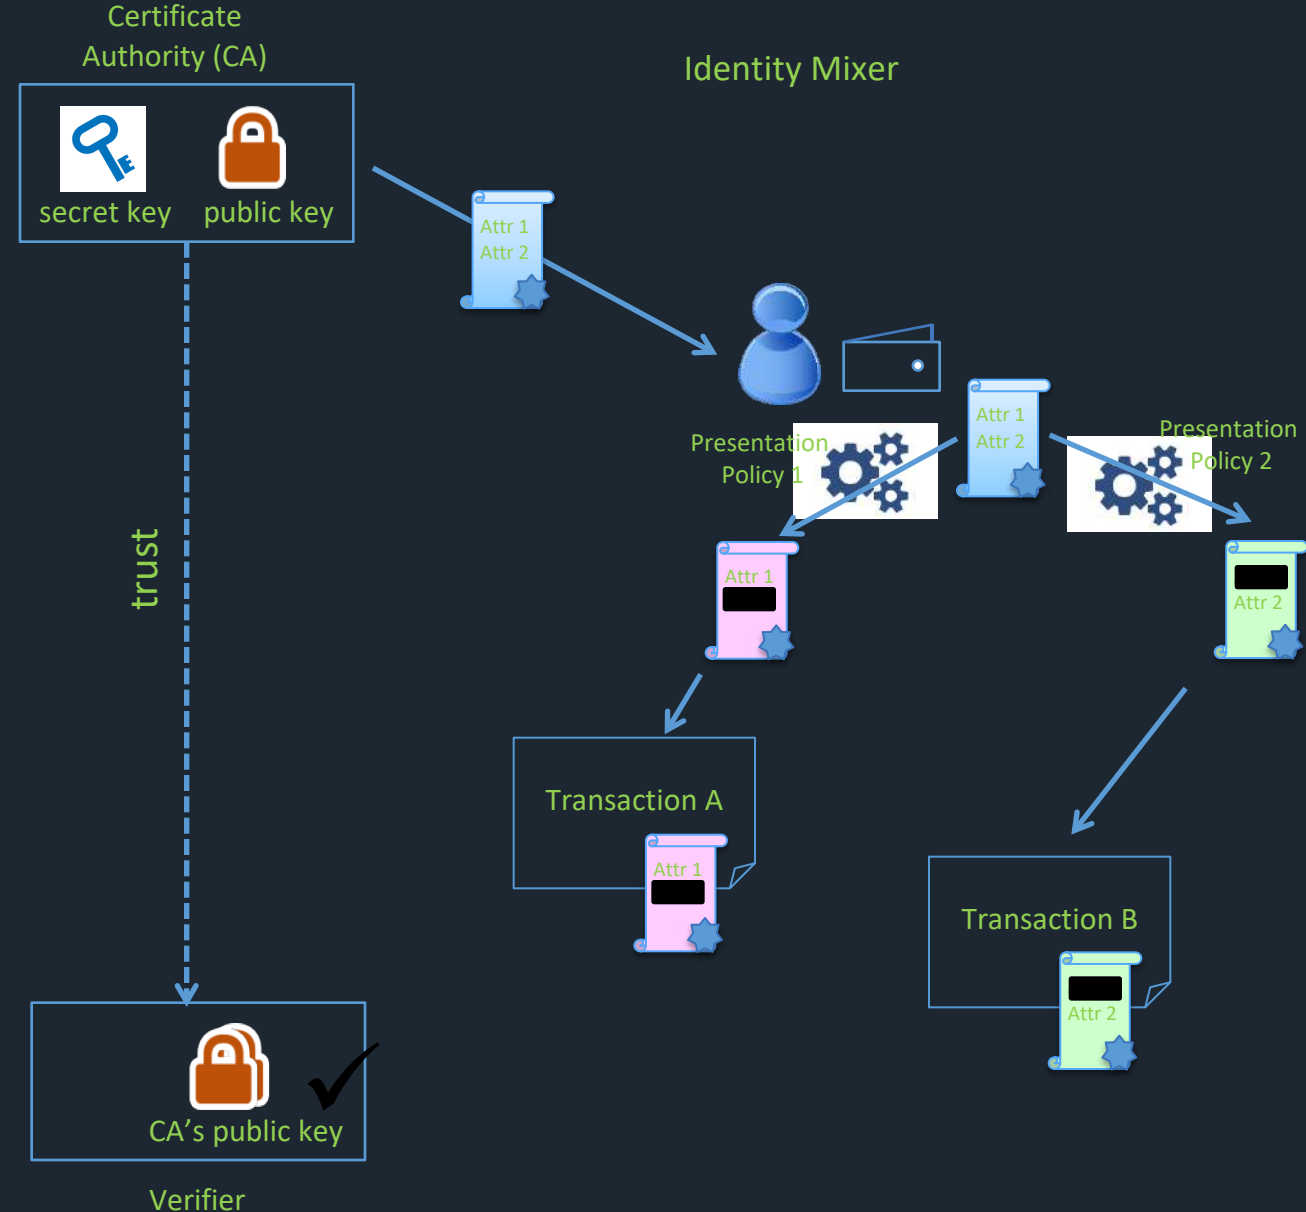 Certificate
Authority (CA)
Identity Mixer
secret key
public key
Attr 1
Attr 2
Attr 1
Attr 2
Presentation
Policy 1
Presentation
Policy 2
trust
Attr 1
Attr 2
Transaction A
Attr 1
Transaction B
Attr 2
CA’s public key
Verifier